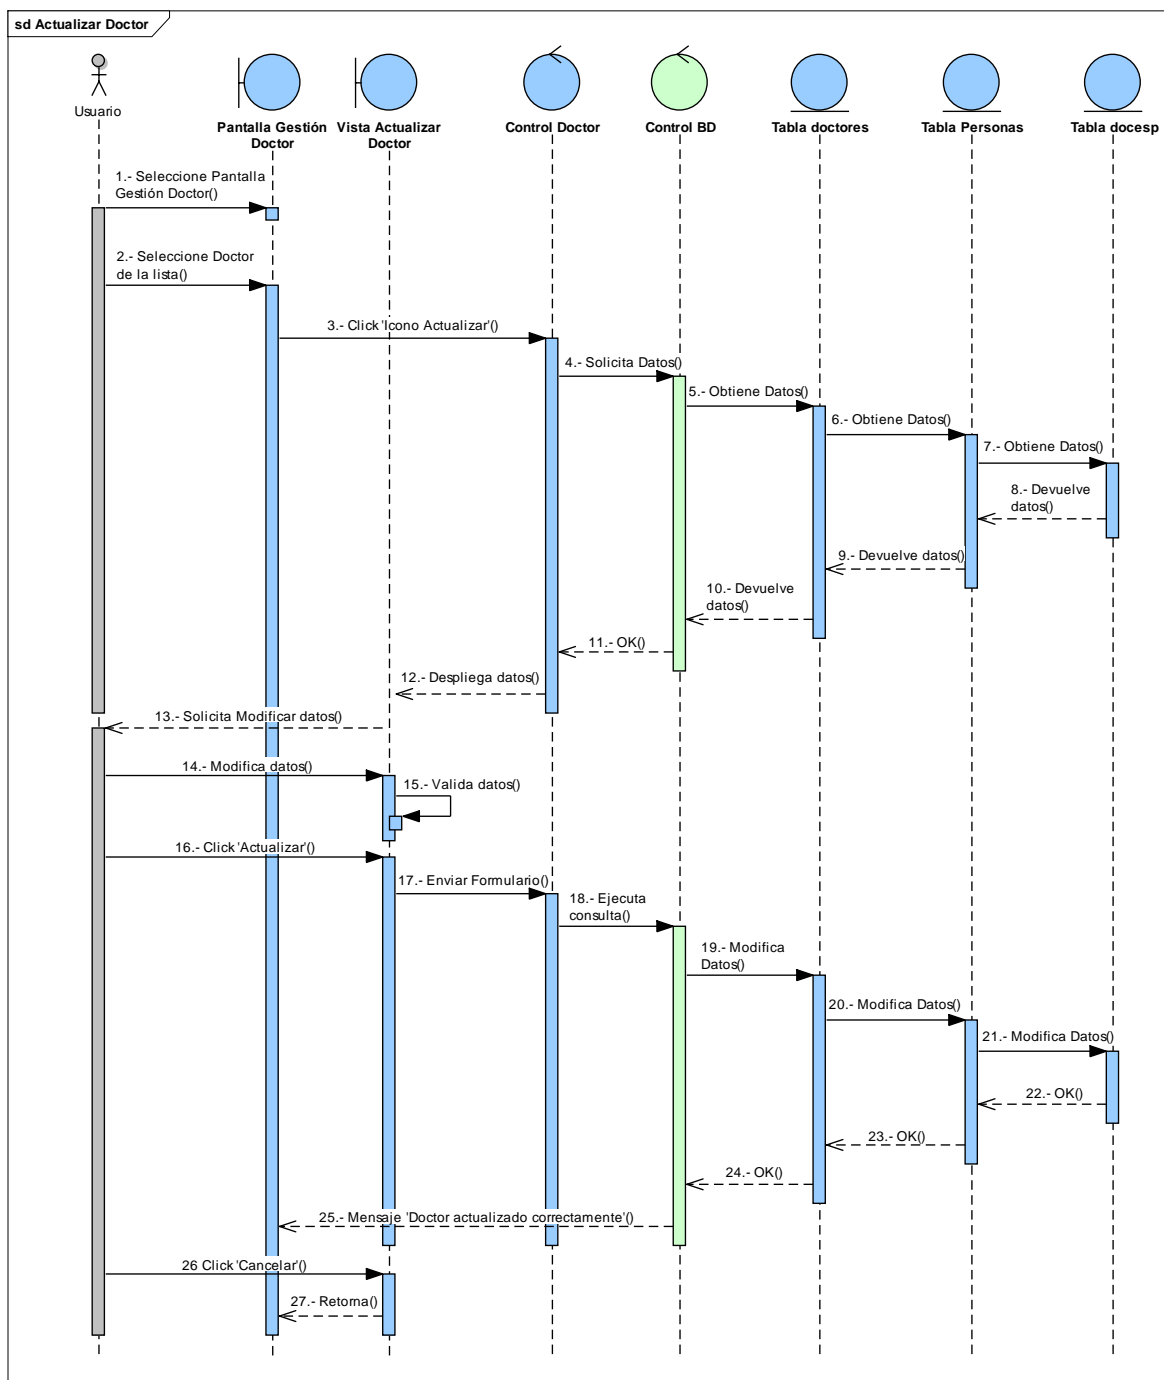 sd Actualizar Doctor
Usuario
Pantalla Gestión
Doctor
Vista Actualizar
Doctor
Control Doctor
Control BD
Tabla doctores
Tabla Personas
Tabla docesp
1.- Seleccione Pantalla
Gestión Doctor()
2.- Seleccione Doctor
de la lista()
3.- Click 'Icono Actualizar'()
4.- Solicita Datos()
5.- Obtiene Datos()
6.- Obtiene Datos()
7.- Obtiene Datos()
8.- Devuelve
datos()
9.- Devuelve datos()
10.- Devuelve
datos()
11.- OK()
12.- Despliega datos()
13.- Solicita Modificar datos()
14.- Modifica datos()
15.- Valida datos()
16.- Click 'Actualizar'()
17.- Enviar Formulario()
18.- Ejecuta
consulta()
19.- Modifica
Datos()
20.- Modifica Datos()
21.- Modifica Datos()
22.- OK()
23.- OK()
24.- OK()
25.- Mensaje 'Doctor actualizado correctamente'()
26 Click 'Cancelar'()
27.- Retorna()